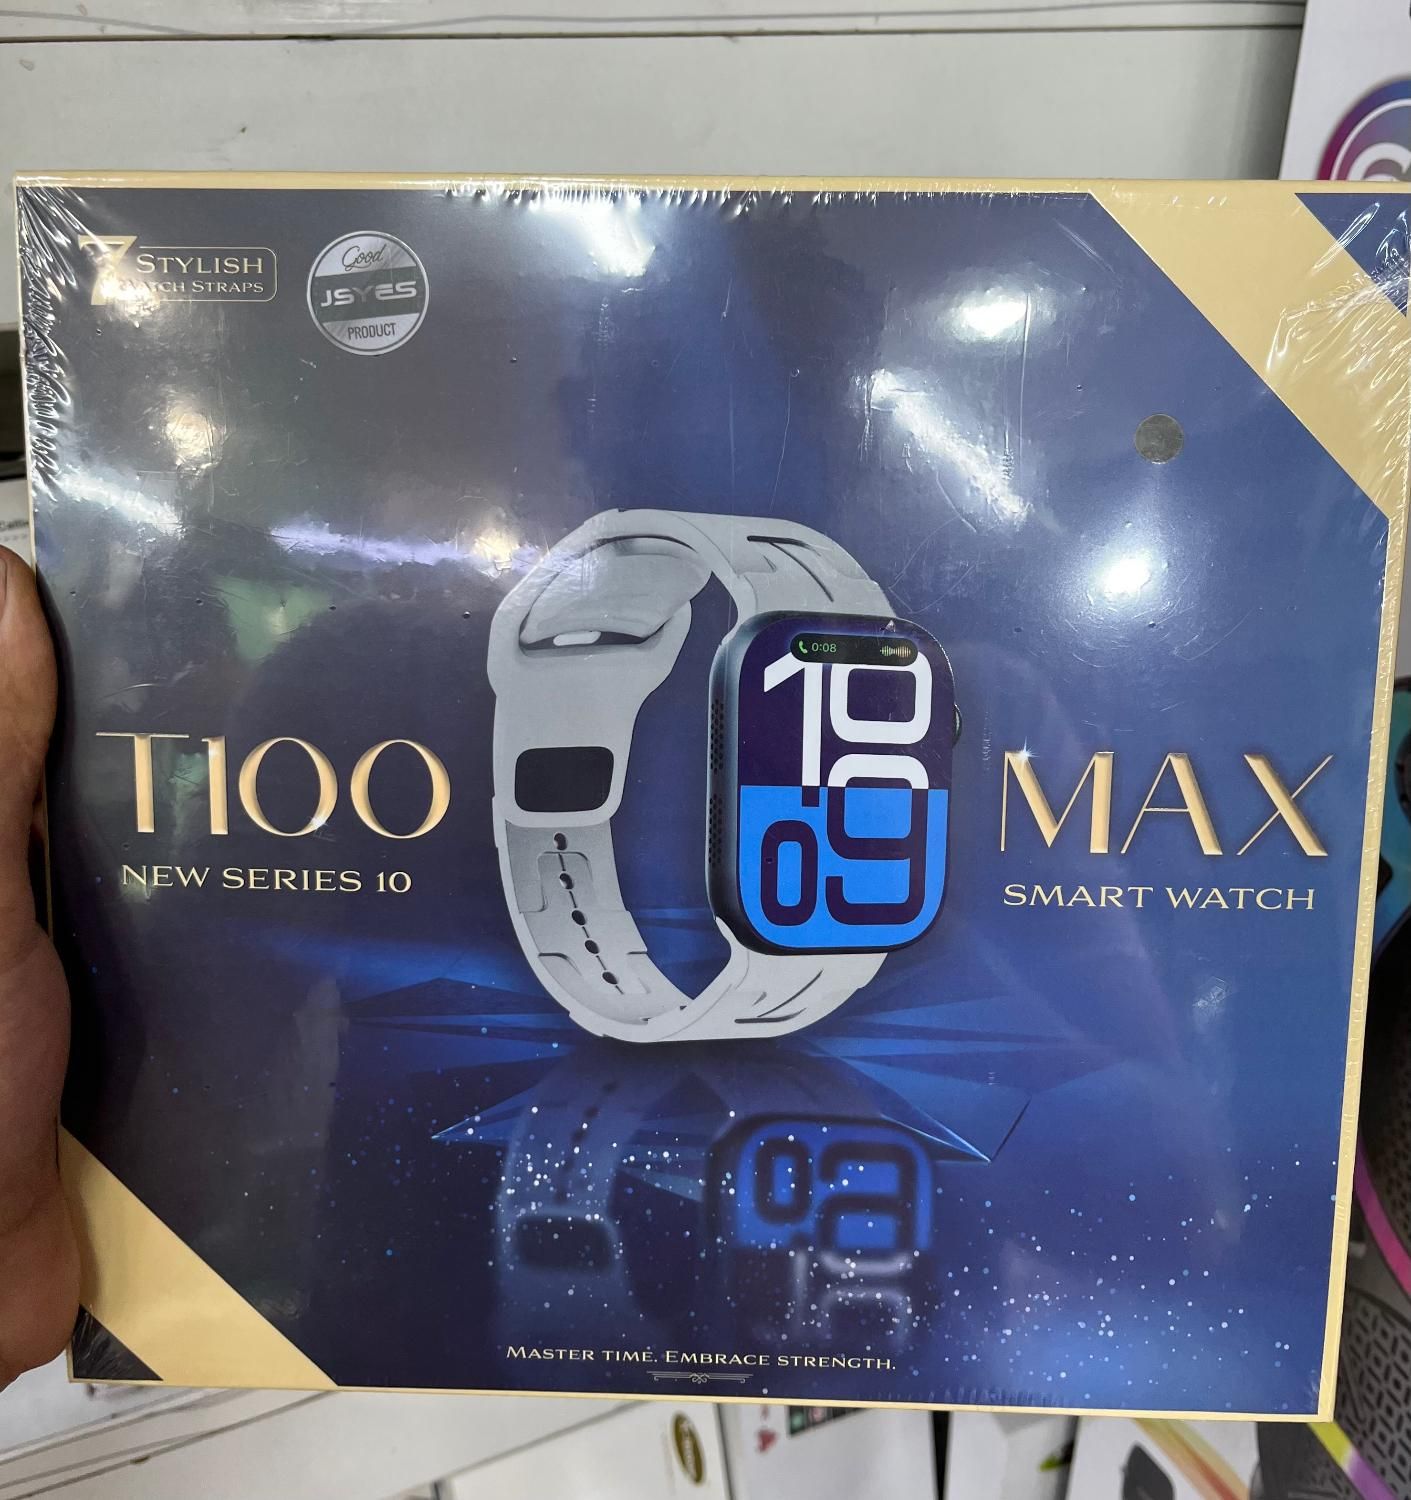 7 STYLISH
WATCH STRAPS
Good
JSYES
PRODUCT
0:08
10
09
T100
NEW SERIES 10
MAX
SMART WATCH
MASTER TIME. EMBRACE STRENGTH.